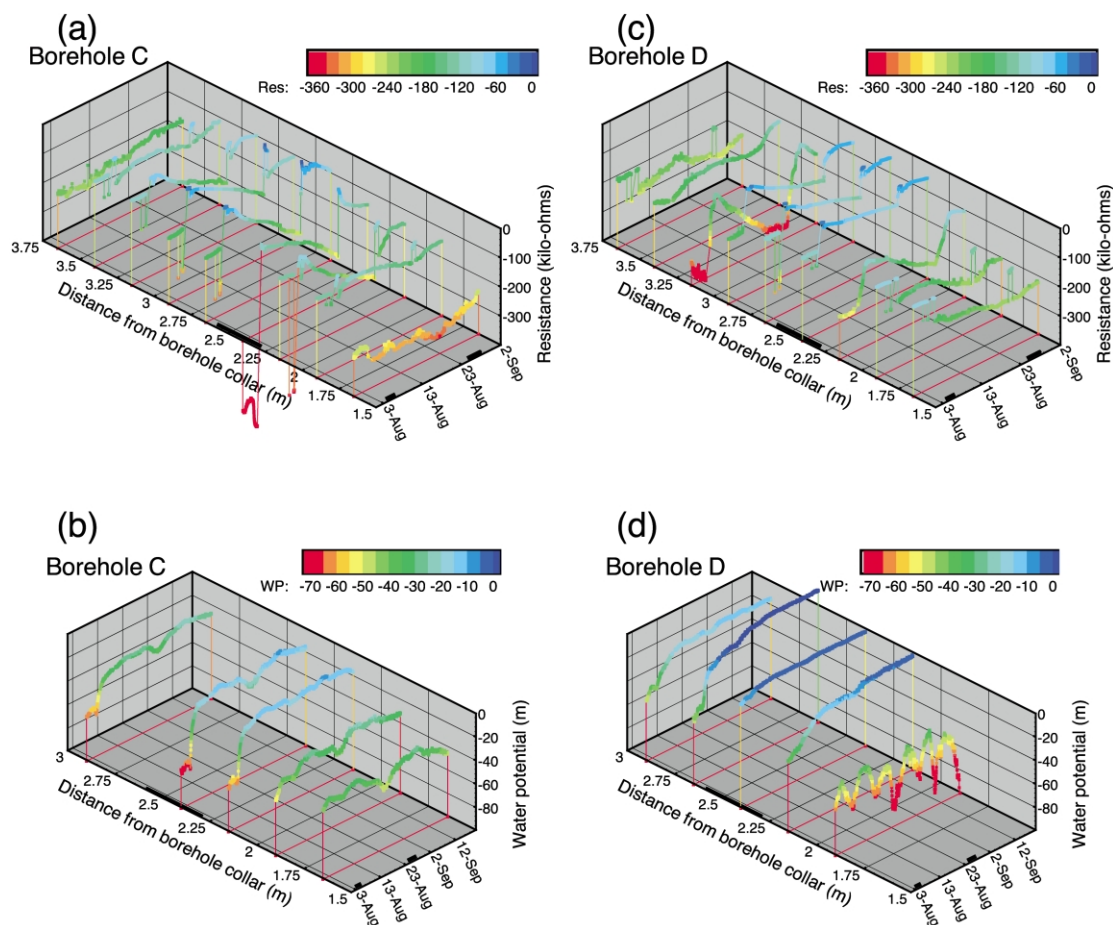 (a)
Borehole C
Res: -360 -300 -240 -180 -120 -60 0
0
-100
-200
-300
Resistance (kilo-ohms)
3.75
3.5
3.25
3
2.75
2.5
2.25
2
1.75
1.5
Distance from borehole collar (m)
3-Aug
13-Aug
23-Aug
2-Sep
(c)
Borehole D
Res: -360 -300 -240 -180 -120 -60 0
0
-100
-200
-300
Resistance (kilo-ohms)
3.75
3.5
3.25
3
2.75
2.5
2.25
2
1.75
1.5
Distance from borehole collar (m)
3-Aug
13-Aug
23-Aug
2-Sep
(b)
Borehole C
WP: -70 -60 -50 -40 -30 -20 -10 0
0
-20
-40
-60
-80
Water potential (m)
3
2.75
2.5
2.25
2
1.75
1.5
Distance from borehole collar (m)
3-Aug
13-Aug
23-Aug
2-Sep
12-Sep
(d)
Borehole D
WP: -70 -60 -50 -40 -30 -20 -10 0
0
-20
-40
-60
-80
Water potential (m)
3
2.75
2.5
2.25
2
1.75
1.5
Distance from borehole collar (m)
3-Aug
13-Aug
23-Aug
2-Sep
12-Sep